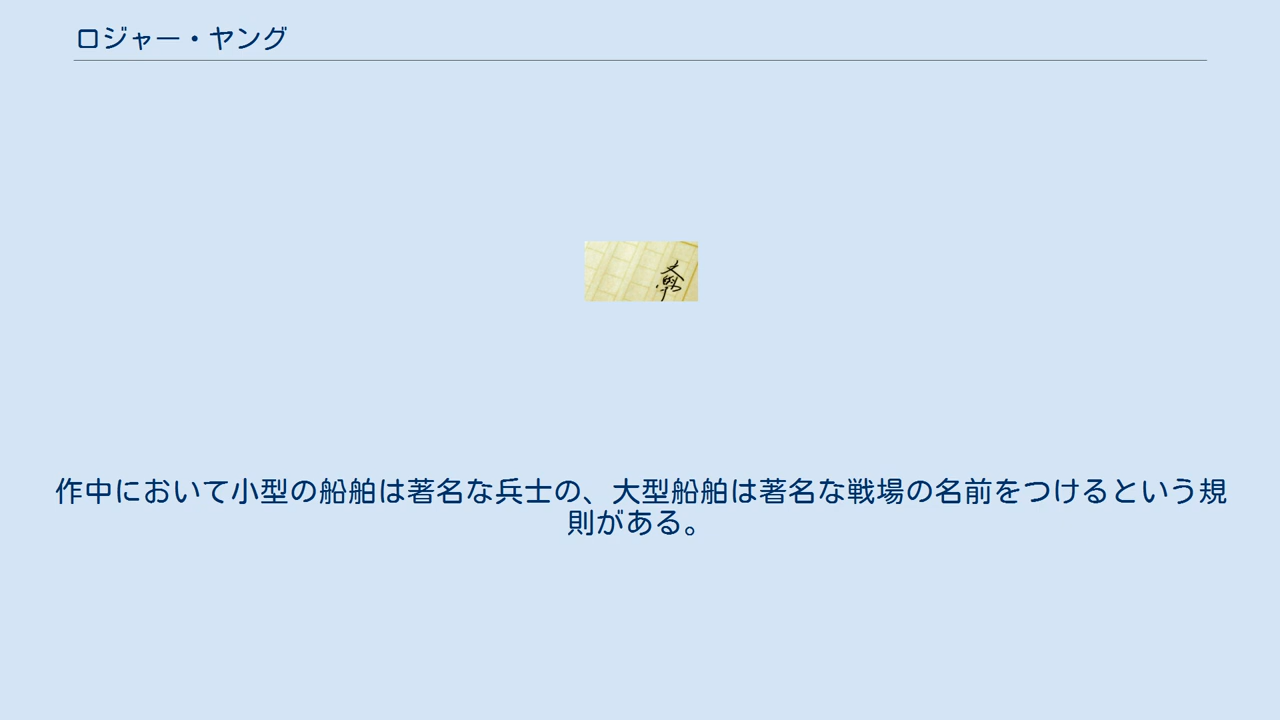 ロジャー・ヤング
作中において小型の船舶は著名な兵士の、大型船舶は著名な戦場の名前をつけるという規
則がある。